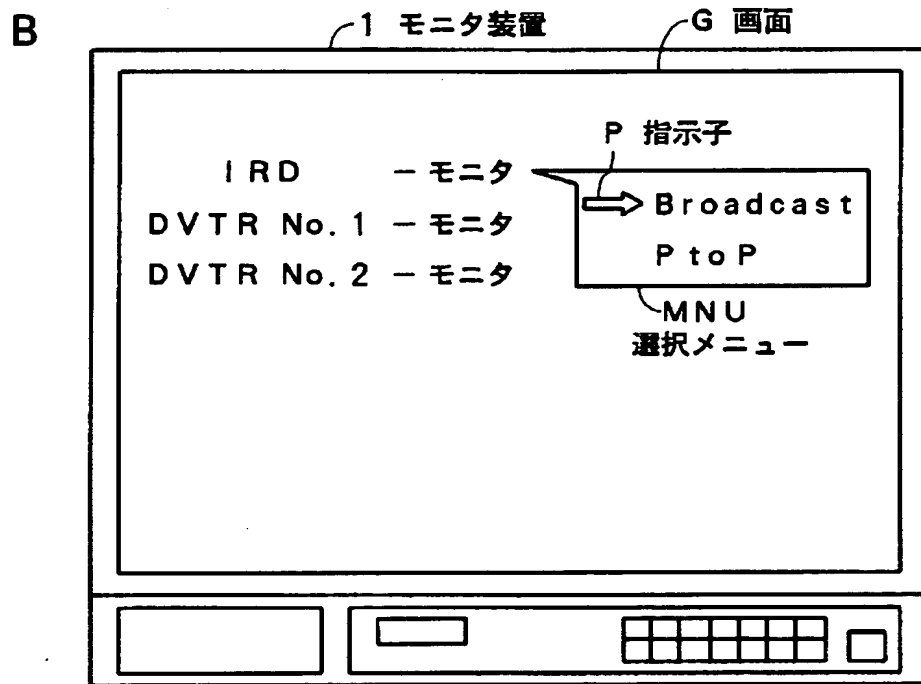 B
1 モニタ装置
G 画面
P 指示子
IRD －モニタ
Broadcast
DVTR No.1 －モニタ
PtoP
DVTR No.2 －モニタ
MNU
選択メニュー